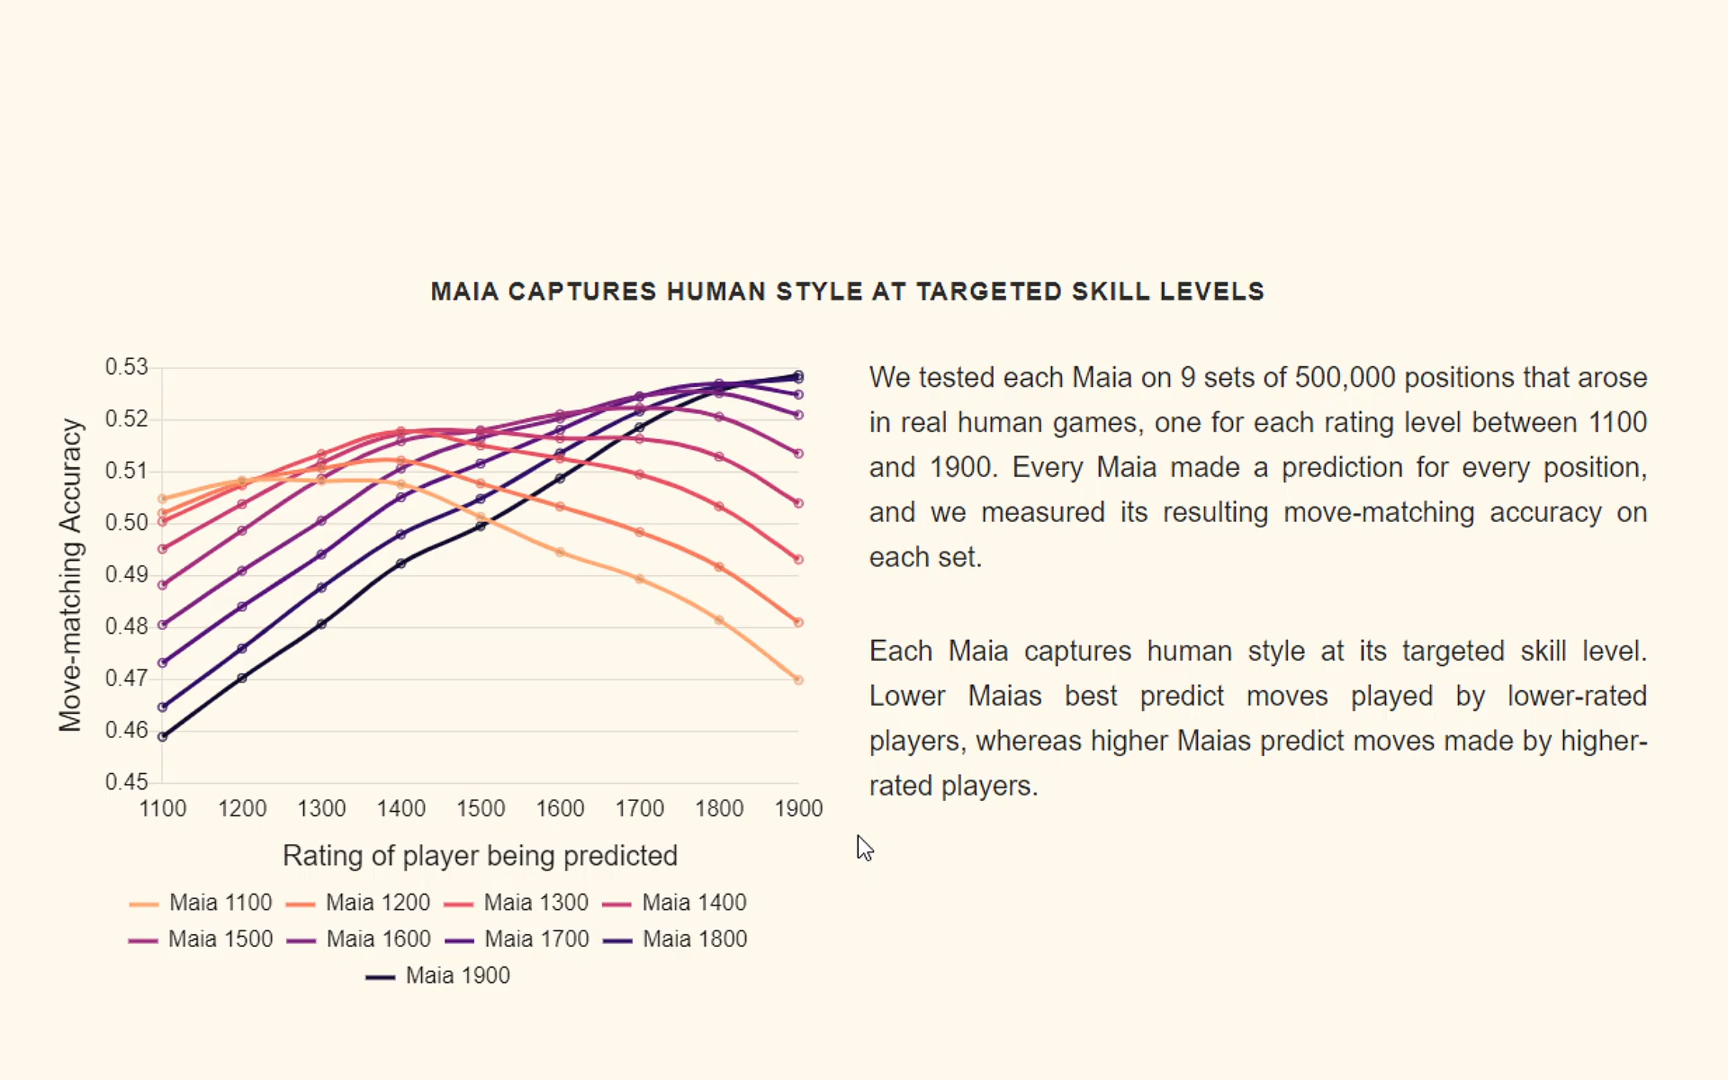 MAIA CAPTURES HUMAN STYLE AT TARGETED SKILL LEVELS
0.53
0.52
0.51
0.50
0.49
0.48
0.47
0.46
0.45
Move-matching Accuracy
1100 1200 1300 1400 1500 1600 1700 1800 1900
Rating of player being predicted
Maia 1100 Maia 1200 Maia 1300 Maia 1400
Maia 1500 Maia 1600 Maia 1700 Maia 1800
Maia 1900
We tested each Maia on 9 sets of 500,000 positions that arose
in real human games, one for each rating level between 1100
and 1900. Every Maia made a prediction for every position,
and we measured its resulting move-matching accuracy on
each set.
Each Maia captures human style at its targeted skill level.
Lower Maias best predict moves played by lower-rated
players, whereas higher Maias predict moves made by higher-
rated players.